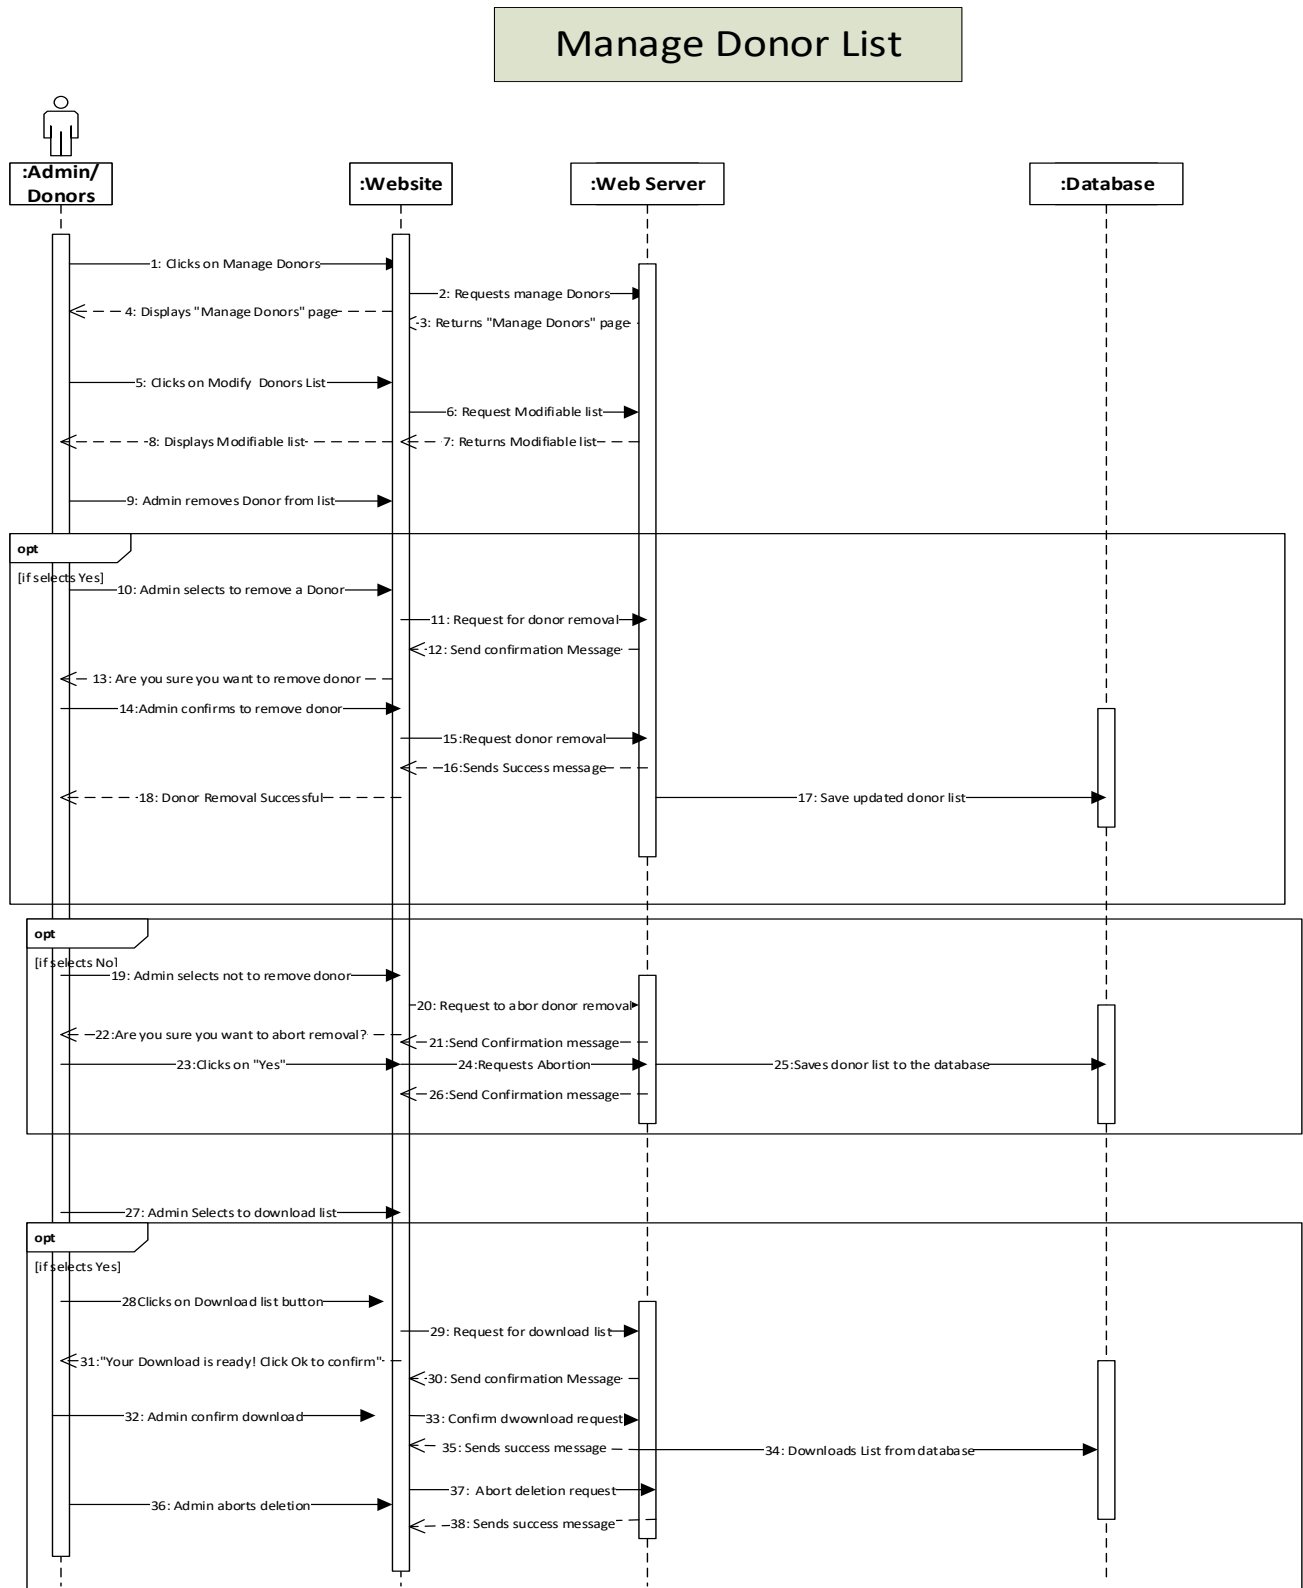 Manage Donor List
:Admin/
Donors
:Website
:Web Server
:Database
1: Clicks on Manage Donors
2: Requests manage Donors
4: Displays "Manage Donors" page
3: Returns "Manage Donors" page
5: Clicks on Modify  Donors List
6: Request Modifiable list
8: Displays Modifiable list
7: Returns Modifiable list
9: Admin removes Donor from list
opt
[if selects Yes]
10: Admin selects to remove a Donor
11: Request for donor removal
12: Send confirmation Message
13: Are you sure you want to remove donor
14:Admin confirms to remove donor
15:Request donor removal
16:Sends Success message
18: Donor Removal Successful
17: Save updated donor list
opt
[if selects No]
19: Admin selects not to remove donor
20: Request to abor donor removal
22:Are you sure you want to abort removal?
21:Send Confirmation message
23:Clicks on "Yes"
24:Requests Abortion
25:Saves donor list to the database
26:Send Confirmation message
27: Admin Selects to download list
opt
[if selects Yes]
28Clicks on Download list button
29: Request for download list
31:"Your Download is ready! Click Ok to confirm"
30: Send confirmation Message
32: Admin confirm download
33: Confirm dwownload request
35: Sends success message
34: Downloads List from database
37:  Abort deletion request
36: Admin aborts deletion
38: Sends success message